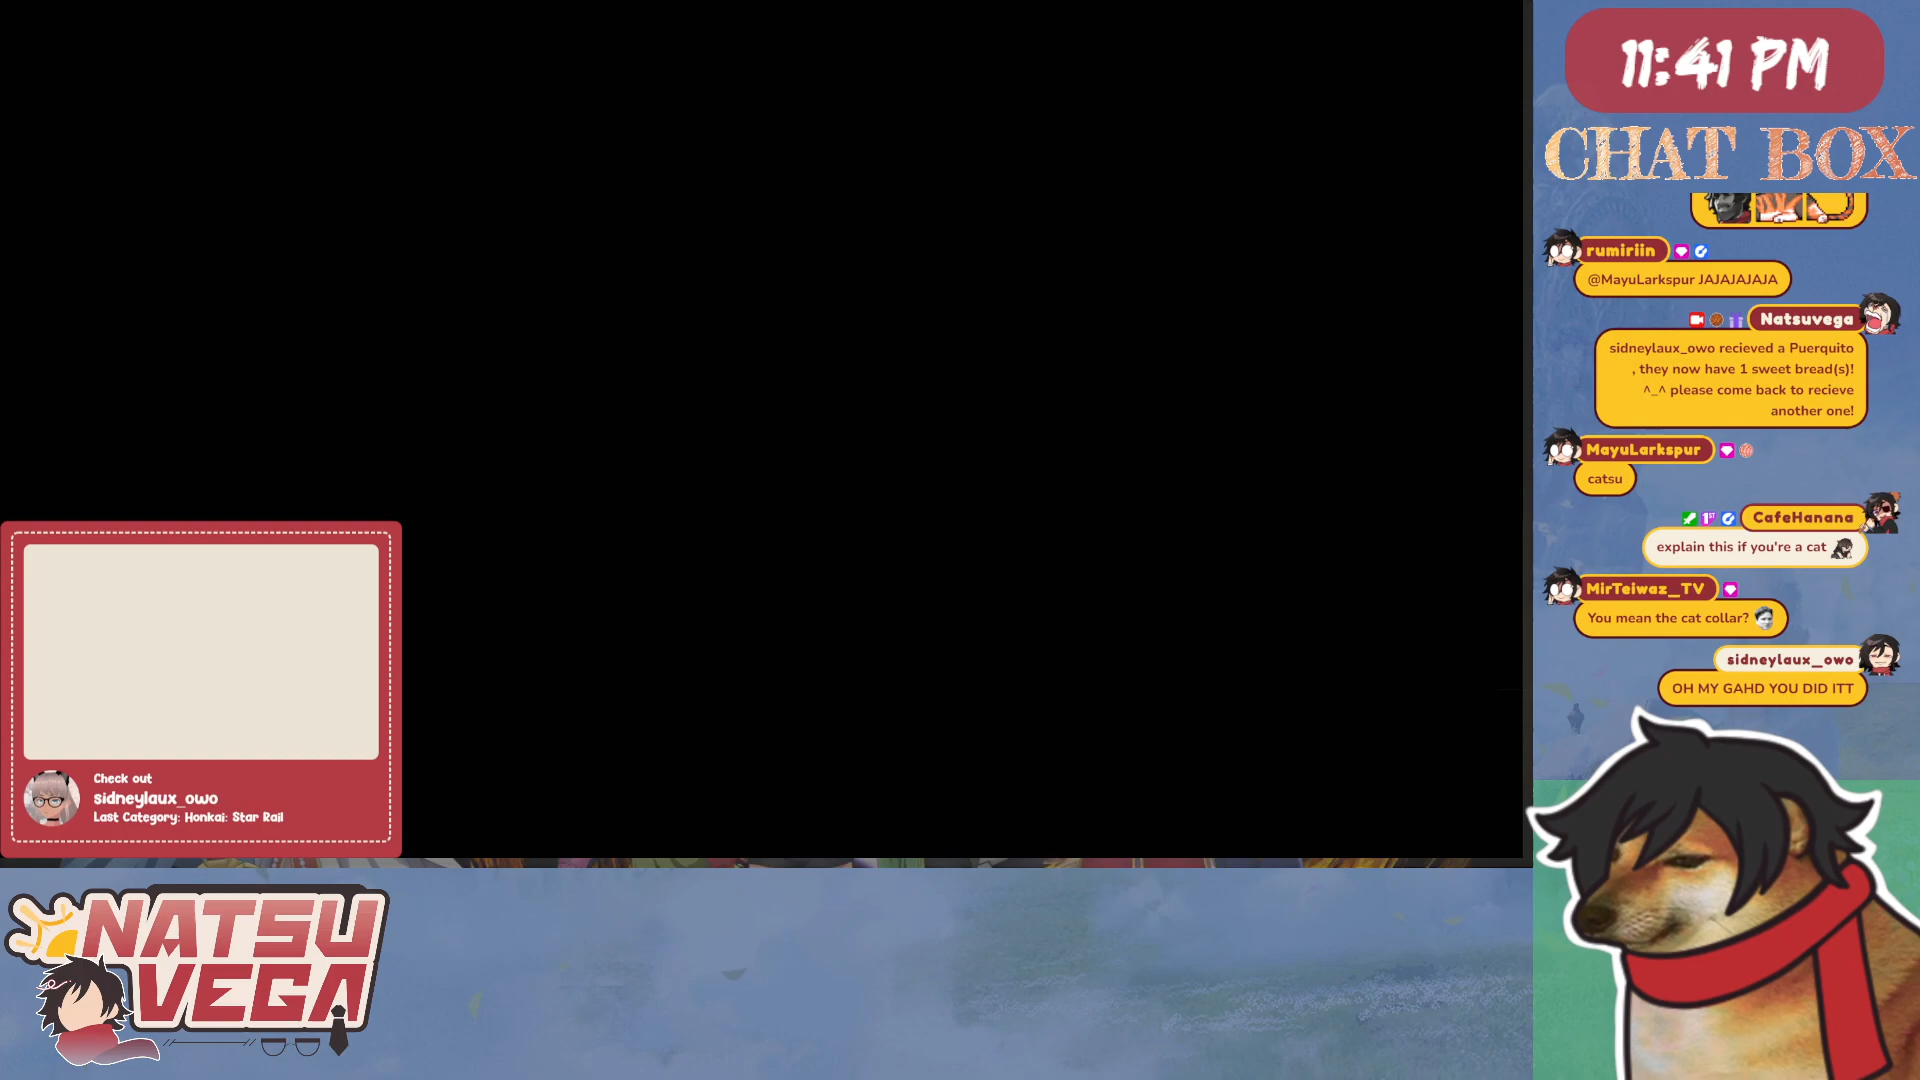 11:41 PM
CHAT BOX
rumiriin
@MayuLarkspur JAJAJAJAJA
Natsuvega
sidneylaux_owo recieved a Puerquito
, they now have 1 sweet bread(s)!
^_^ please come back to recieve
another one!
MayuLarkspur
catsu
1ST
CafeHanana
explain this if you're a cat
MirTeiwaz_TV
You mean the cat collar?
sidneylaux_owo
OH MY GAHD YOU DID ITT
Check out
sidneylaux_owo
Last Category: Honkai: Star Rail
NATSU
VEGA